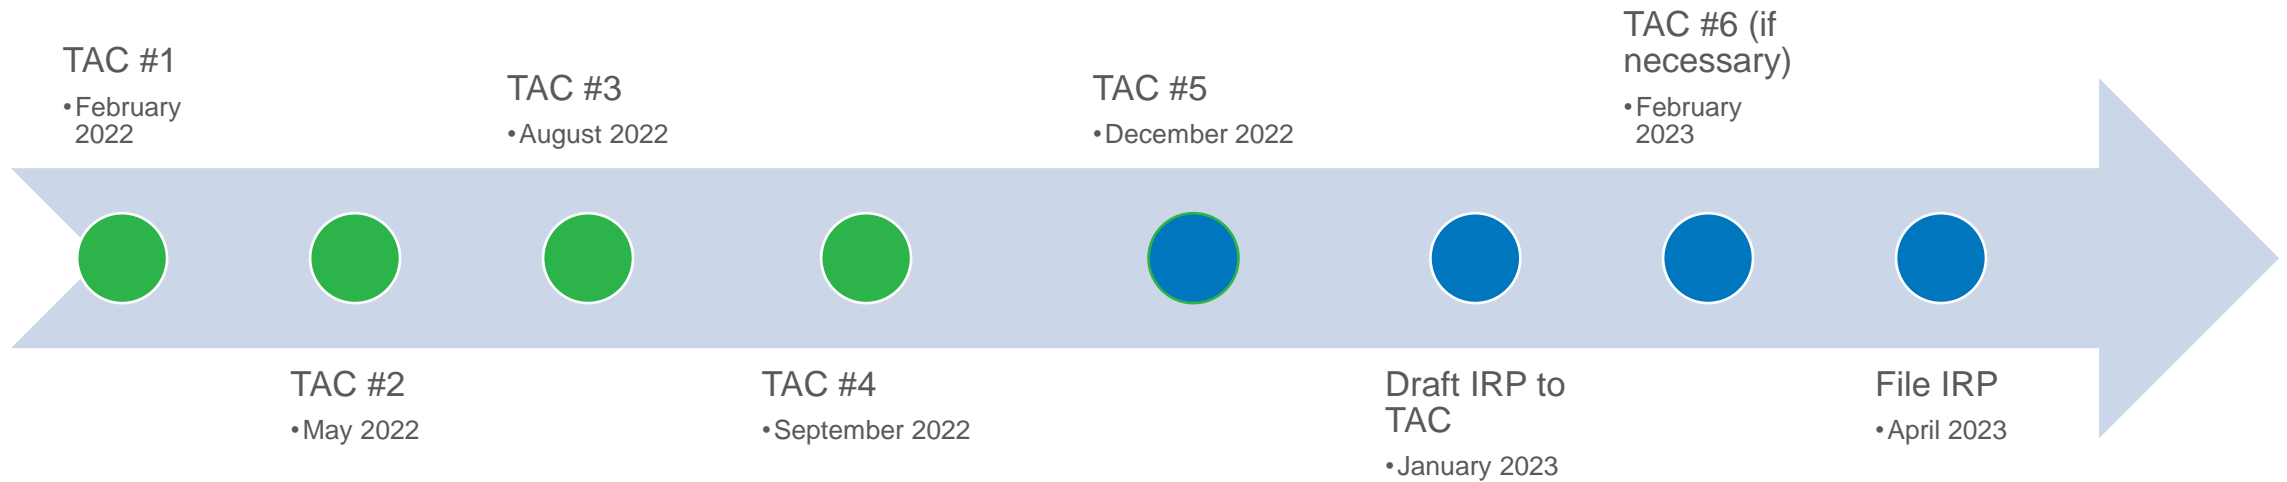 TAC #1
•February
2022
TAC #2
•May 2022
TAC #3
•August 2022
TAC #4
•September 2022
TAC #5
•December 2022
Draft IRP to
TAC
•January 2023
TAC #6 (if
necessary)
•February
2023
File IRP
•April 2023